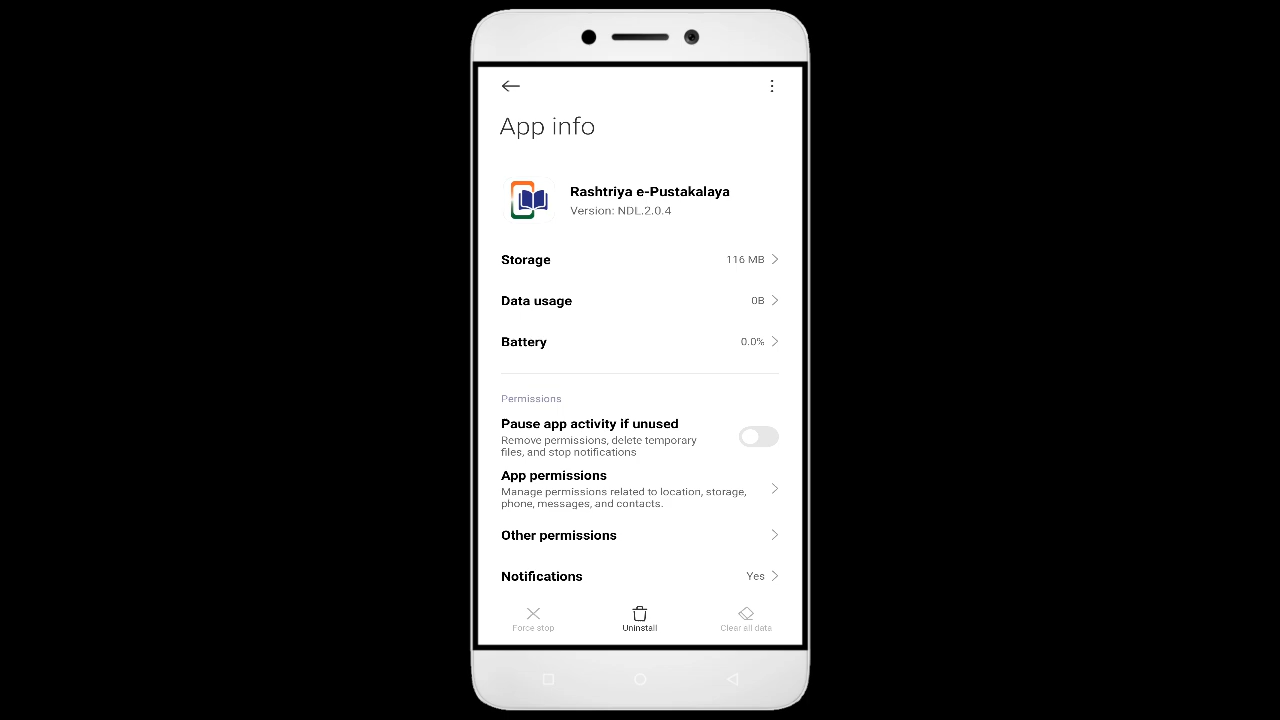 App info
Rashtriya e-Pustakalaya
Version: NDL.2.0.4
Storage 116 MB
Data usage 0B
Battery 0.0%
Permissions
Pause app activity if unused
Remove permissions, delete temporary
files, and stop notifications
App permissions
Manage permissions related to location, storage,
phone, messages, and contacts.
Other permissions
Notifications Yes
Force stop Uninstall Clear all data